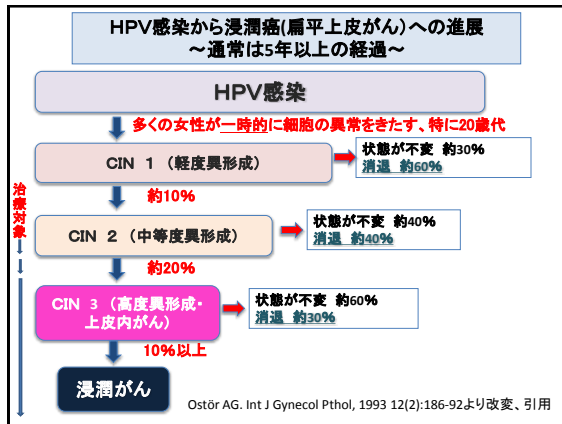 HPV感染から浸潤癌(扁平上皮がん)への進展
～通常は5年以上の経過～
HPV感染
多くの女性が一時的に細胞の異常をきたす、特に20歳代
CIN 1 （軽度異形成）
状態が不変 約30%
消退 約60%
約10%
治療対象
CIN 2 （中等度異形成）
状態が不変 約40%
消退 約40%
約20%
CIN 3 （高度異形成・
上皮内がん）
状態が不変 約60%
消退 約30%
10%以上
浸潤がん
Ostör AG. Int J Gynecol Pthol, 1993 12(2):186-92より改変、引用